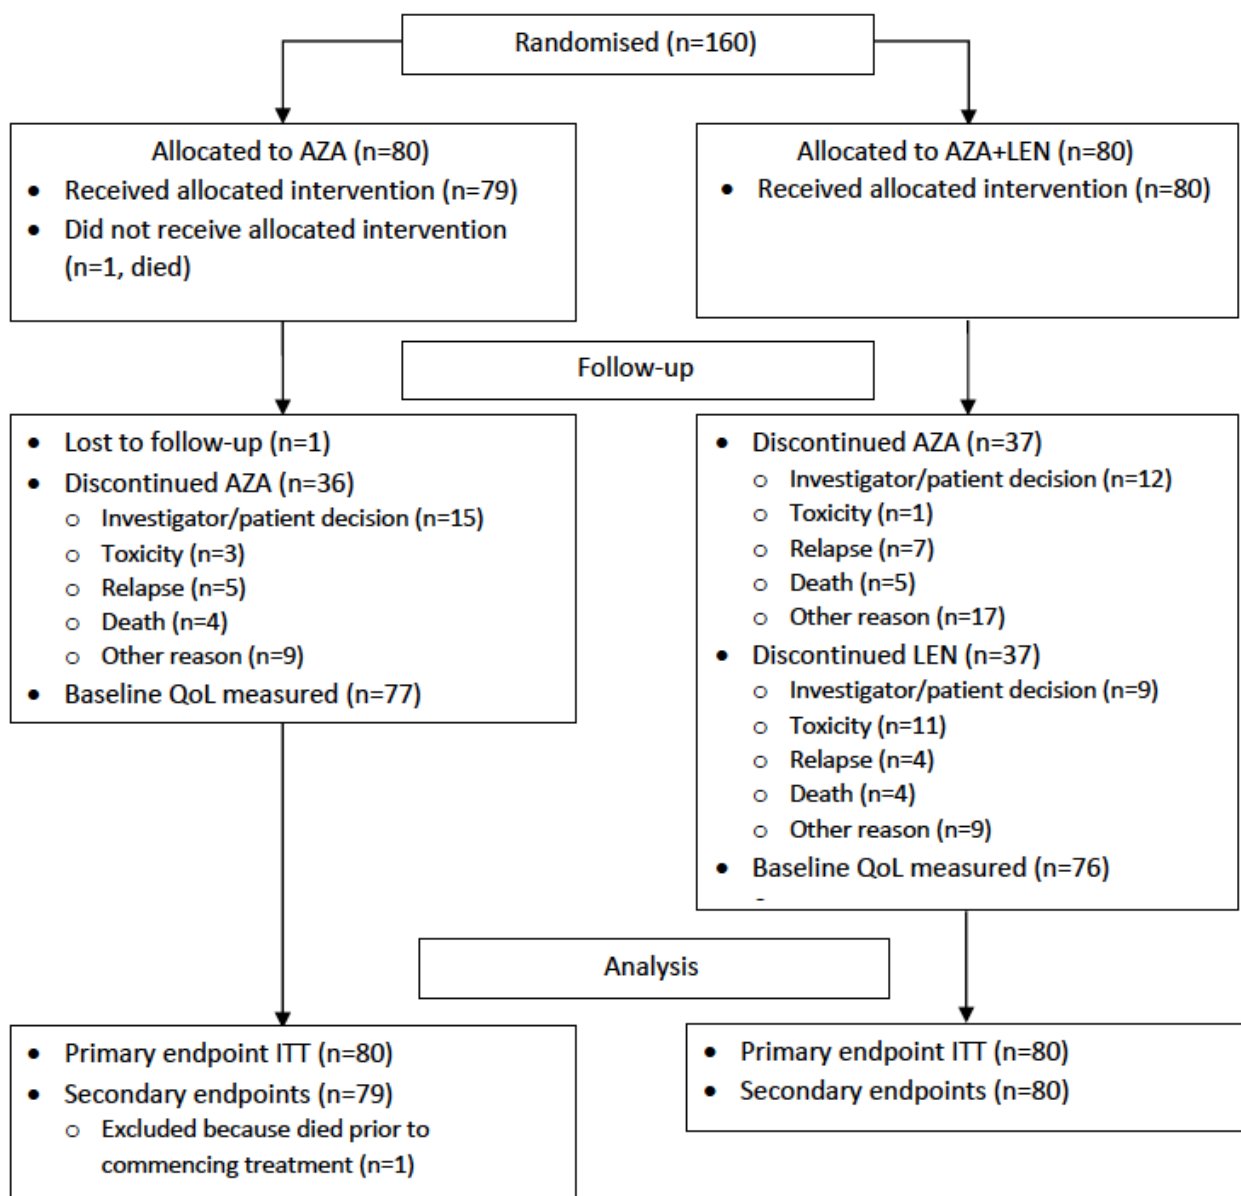 Randomised (n=160)
Allocated to AZA (n=80)
• Received allocated intervention (n=79)
• Did not receive allocated intervention
(n=1, died)
Allocated to AZA+LEN (n=80)
• Received allocated intervention (n=80)
Follow-up
• Lost to follow-up (n=1)
• Discontinued AZA (n=36)
o Investigator/patient decision (n=15)
o Toxicity (n=3)
o Relapse (n=5)
o Death (n=4)
o Other reason (n=9)
• Baseline QoL measured (n=77)
• Discontinued AZA (n=37)
o Investigator/patient decision (n=12)
o Toxicity (n=1)
o Relapse (n=7)
o Death (n=5)
o Other reason (n=17)
• Discontinued LEN (n=37)
o Investigator/patient decision (n=9)
o Toxicity (n=11)
o Relapse (n=4)
o Death (n=4)
o Other reason (n=9)
• Baseline QoL measured (n=76)
Analysis
• Primary endpoint ITT (n=80)
• Secondary endpoints (n=79)
o Excluded because died prior to
commencing treatment (n=1)
• Primary endpoint ITT (n=80)
• Secondary endpoints (n=80)